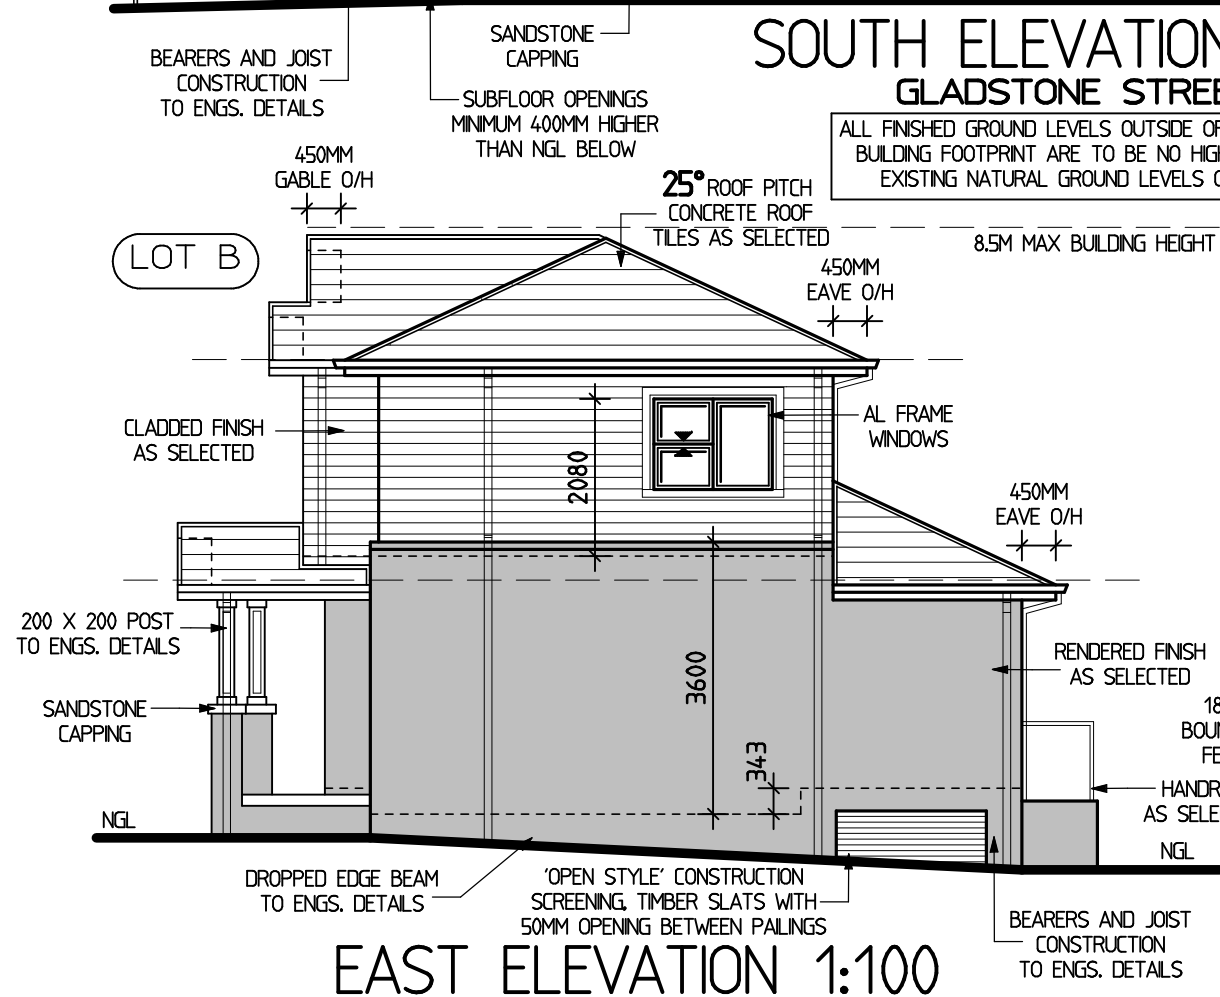 BEARERS AND JOIST
CONSTRUCTION
TO ENGS. DETAILS
SANDSTONE
CAPPING
SUBFLOOR OPENINGS
MINIMUM 400MM HIGHER
THAN NGL BELOW
SOUTH ELEVATION
GLADSTONE STREE
ALL FINISHED GROUND LEVELS OUTSIDE OF
BUILDING FOOTPRINT ARE TO BE NO HIGH
EXISTING NATURAL GROUND LEVELS
450MM
GABLE O/H
25° ROOF PITCH
CONCRETE ROOF
TILES AS SELECTED
8.5M MAX BUILDING HEIGHT
LOT B
450MM
EAVE O/H
CLADDED FINISH
AS SELECTED
AL FRAME
WINDOWS
2080
450MM
EAVE O/H
200 X 200 POST
TO ENGS. DETAILS
3600
RENDERED FINISH
AS SELECTED
SANDSTONE
CAPPING
18
BOUN
FE
343
HANDR
AS SELE
NGL
NGL
DROPPED EDGE BEAM
TO ENGS. DETAILS
'OPEN STYLE' CONSTRUCTION
SCREENING, TIMBER SLATS WITH
50MM OPENING BETWEEN PAILINGS
BEARERS AND JOIST
CONSTRUCTION
TO ENGS. DETAILS
EAST ELEVATION 1:100